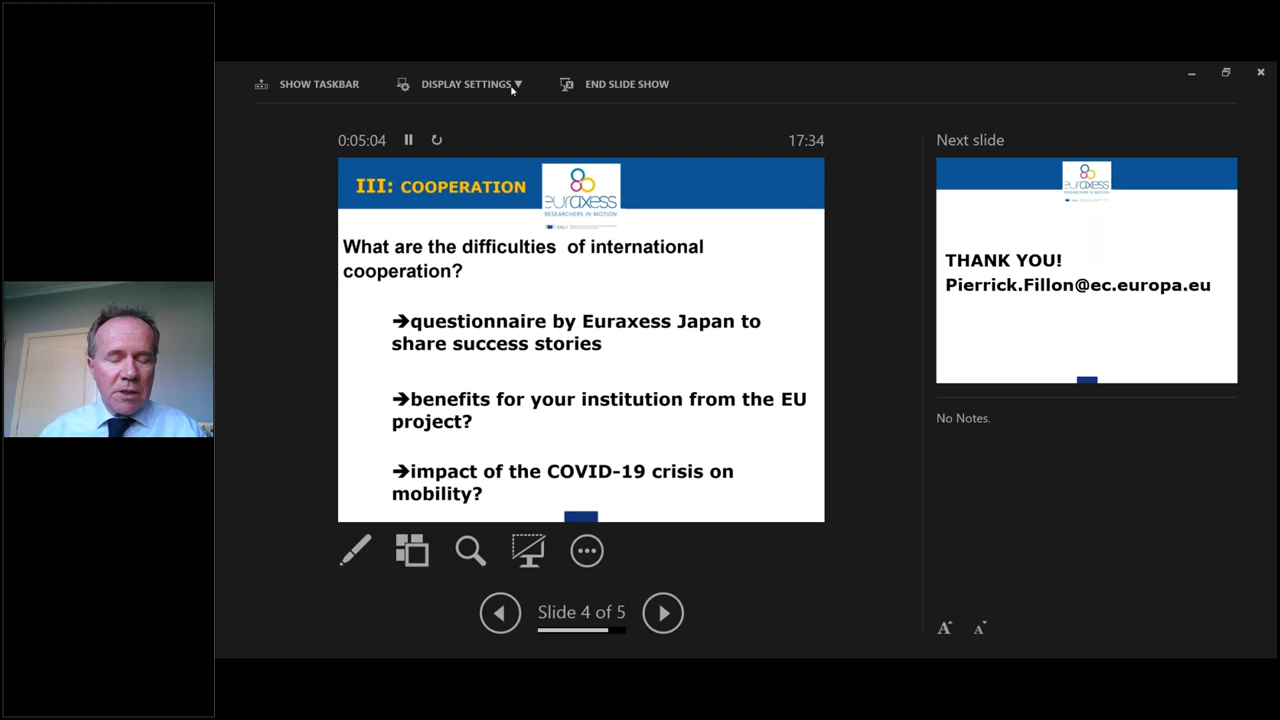 SHOW TASKBAR
DISPLAY SETTINGS
END SLIDE SHOW
0:05:04
17:34
III: COOPERATION
euraxess
RESEARCHERS IN MOTION
What are the difficulties of international
cooperation?
➔questionnaire by Euraxess Japan to
share success stories
➔benefits for your institution from the EU
project?
➔impact of the COVID-19 crisis on
mobility?
Slide 4 of 5
Next slide
euraxess
THANK YOU!
Pierrick.Fillon@ec.europa.eu
No Notes.
A A